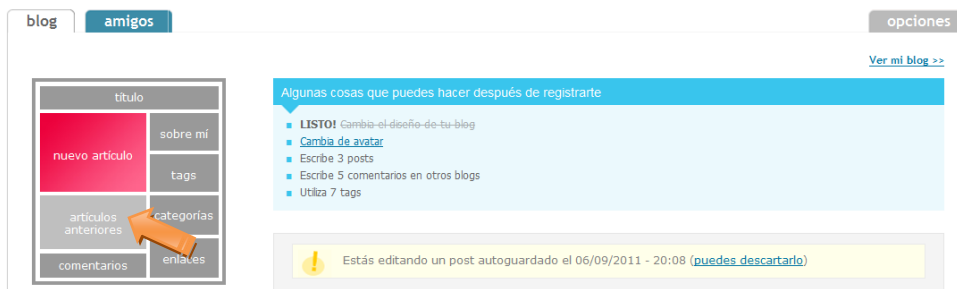 blog
amigos
opciones
Ver mi blog >>
título
nuevo artículo
sobre mí
tags
artículos
anteriores
categorías
comentarios
enlaces
Algunas cosas que puedes hacer después de registrarte
LISTO! Cambia el diseño de tu blog
Cambia de avatar
Escribe 3 posts
Escribe 5 comentarios en otros blogs
Utiliza 7 tags
Estás editando un post autoguardado el 06/09/2011 - 20:08 (puedes descartarlo)